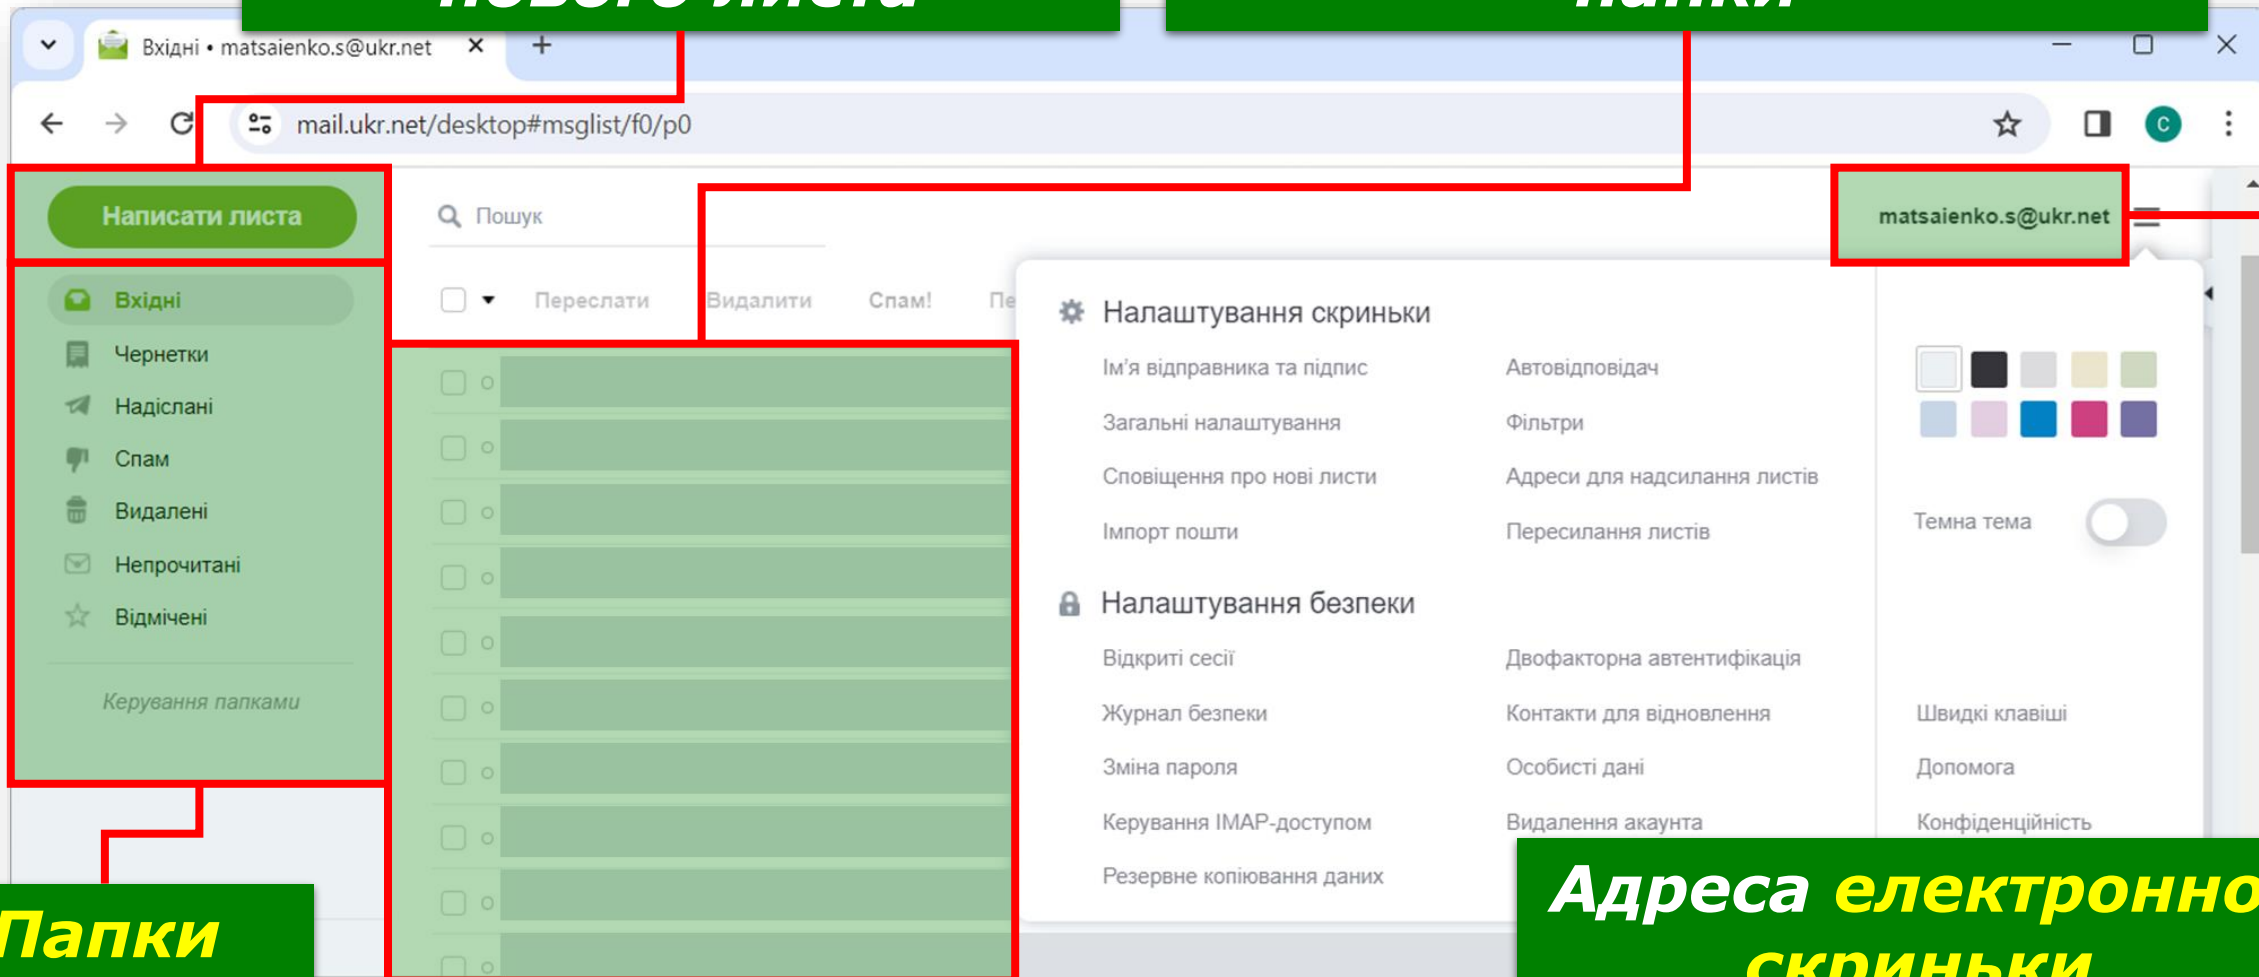 нового листа
папки
Вхідні • matsaienko.s@ukr.net
mail.ukr.net/desktop#msglist/f0/p0
C
Написати листа
Пошук
matsaienko.s@ukr.net
Вхідні
Переслати Видалити Спам! Пе
Чернетки
Надіслані
Спам
Видалені
Непрочитані
Відмічені
Керування папками
Налаштування скриньки
Ім'я відправника та підпис Автовідповідач
Загальні налаштування Фільтри
Сповіщення про нові листи Адреси для надсилання листів
Імпорт пошти Пересилання листів
Темна тема
Налаштування безпеки
Відкриті сесії Двофакторна автентифікація
Журнал безпеки Контакти для відновлення Швидкі клавіші
Зміна пароля Особисті дані Допомога
Керування IMAP-доступом Видалення акаунта Конфіденційність
Резервне копіювання даних
Папки
Адреса електронно
скриньки